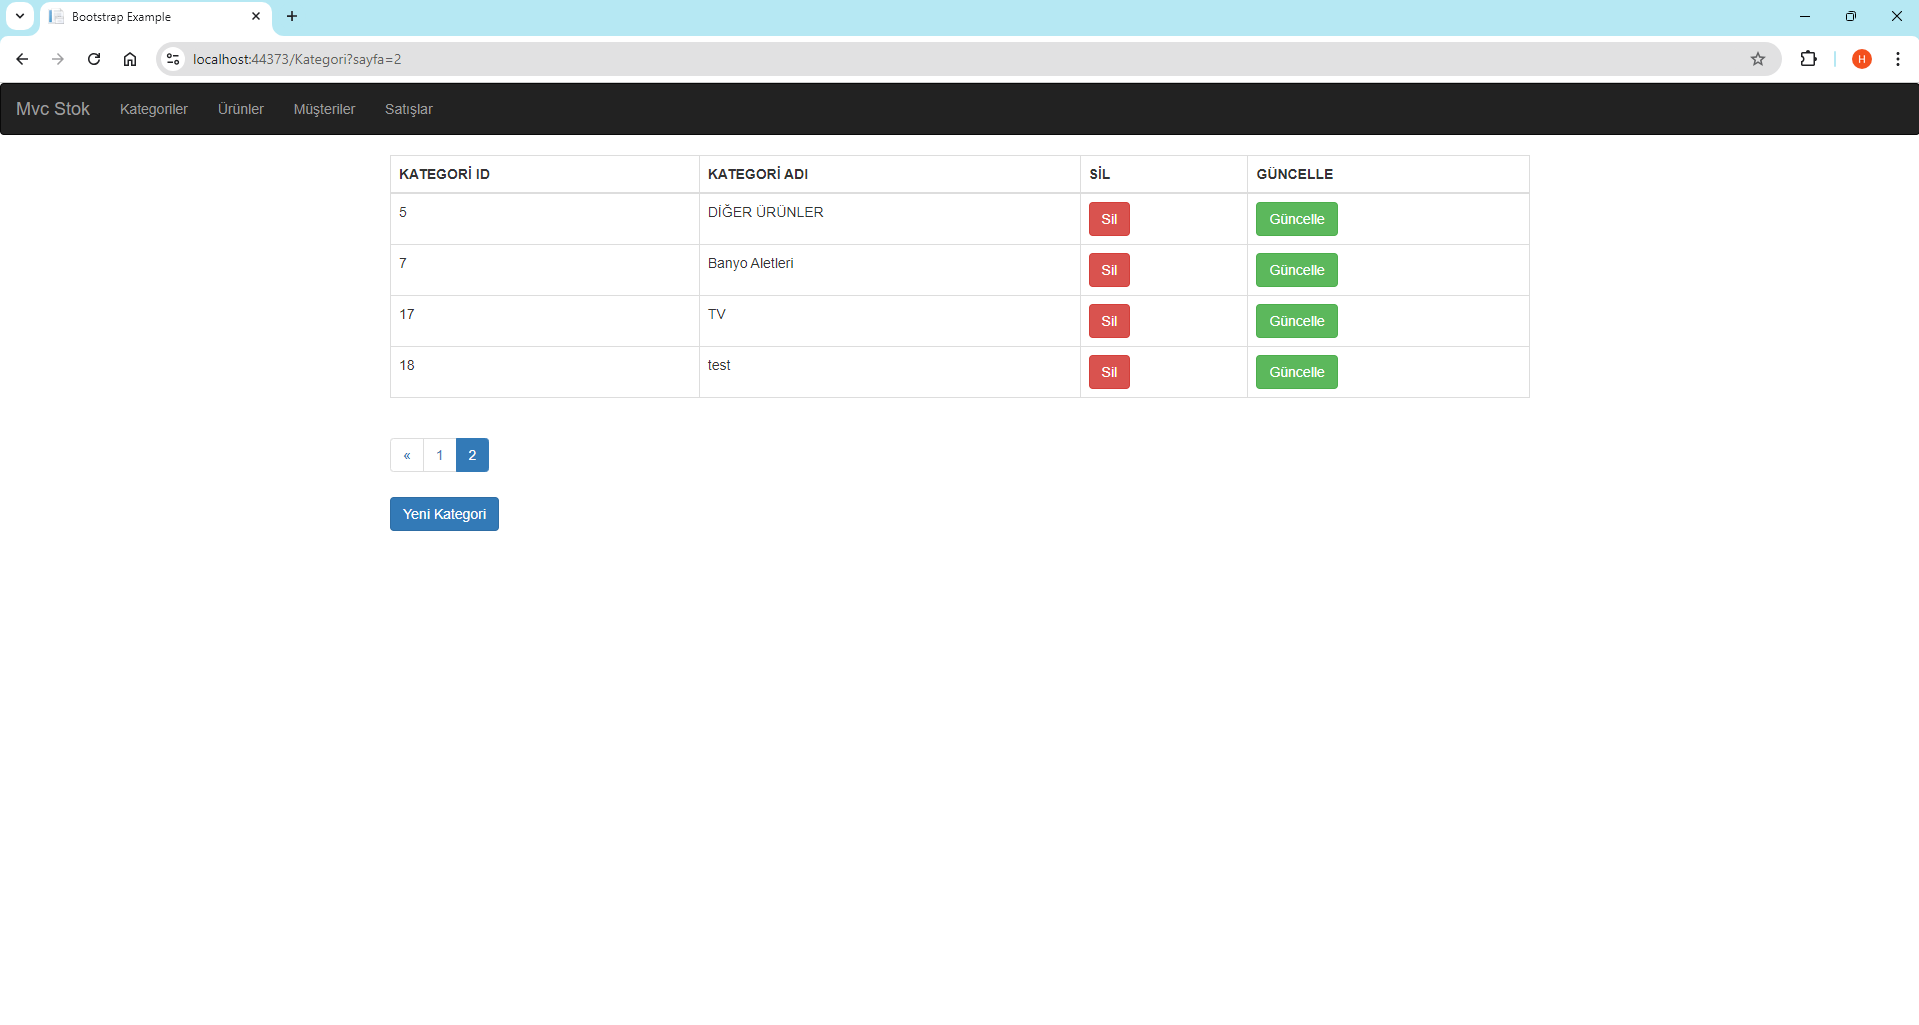 Bootstrap Example
localhost:44373/Kategori?sayfa=2
H
Mvc Stok Kategoriler Ürünler Müşteriler Satışlar
KATEGORİ ID KATEGORİ ADI SİL GÜNCELLE
5 DİĞER ÜRÜNLER Sil Güncelle
7 Banyo Aletleri Sil Güncelle
17 TV Sil Güncelle
18 test Sil Güncelle
« 1 2
Yeni Kategori